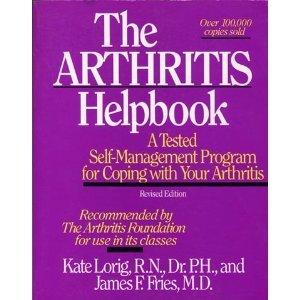 The
Over 100,000
copies sold
ARTHRITIS
Helpbook
A Tested
Self-Management Program
for Coping with Your Arthritis
Revised Edition
Recommended by
The Arthritis Foundation
for use in its classes
Kate Lorig, R.N., Dr. P.H., and
James F. Fries, M.D.